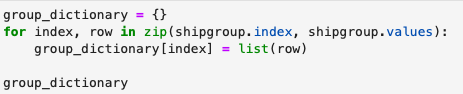 group_dictionary = {}
for index, row in zip(shipgroup.index, shipgroup.values):
    group_dictionary[index] = list(row)

group_dictionary